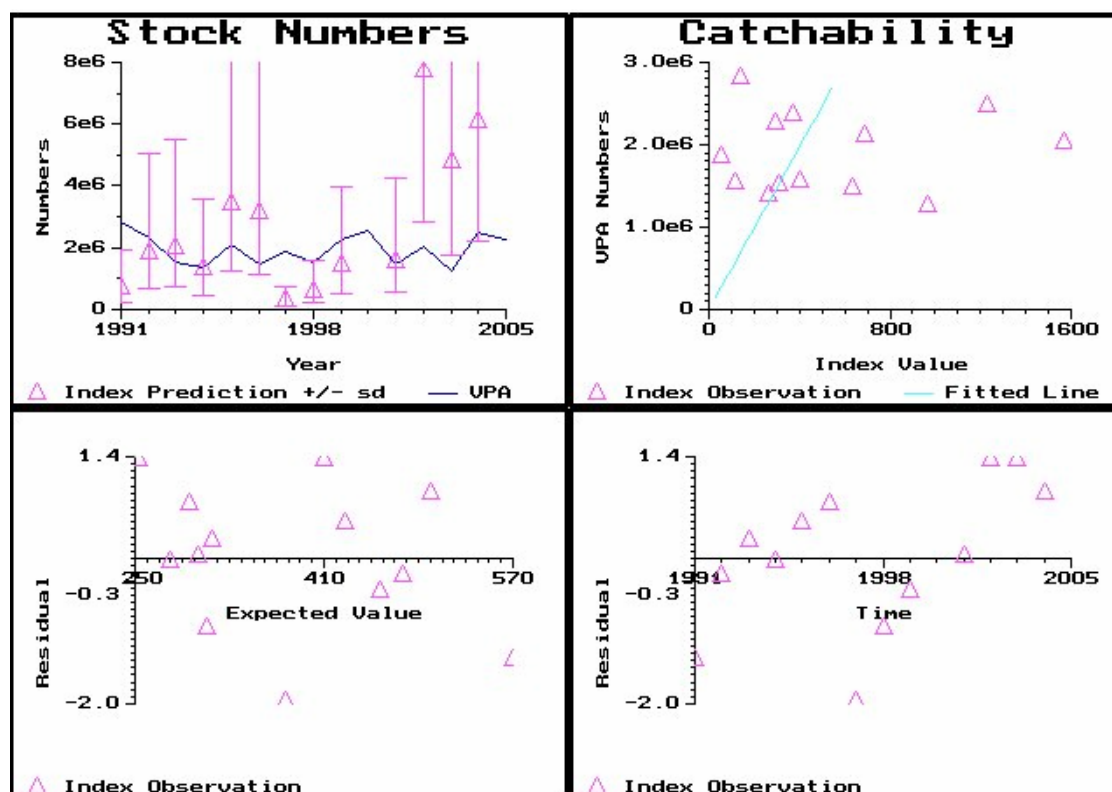 Stock Numbers
8e6
6e6
4e6
2e6
0
Numbers
1991 1998 2005
Year
Index Prediction +/- sd VPA
Catchability
3.0e6
2.0e6
1.0e6
0
VPA Numbers
0 800 1600
Index Value
Index Observation Fitted Line
1.4
-0.3
-2.0
Residual
250 410 570
Expected Value
Index Observation
1.4
-0.3
-2.0
Residual
1991 1998 2005
Time
Index Observation